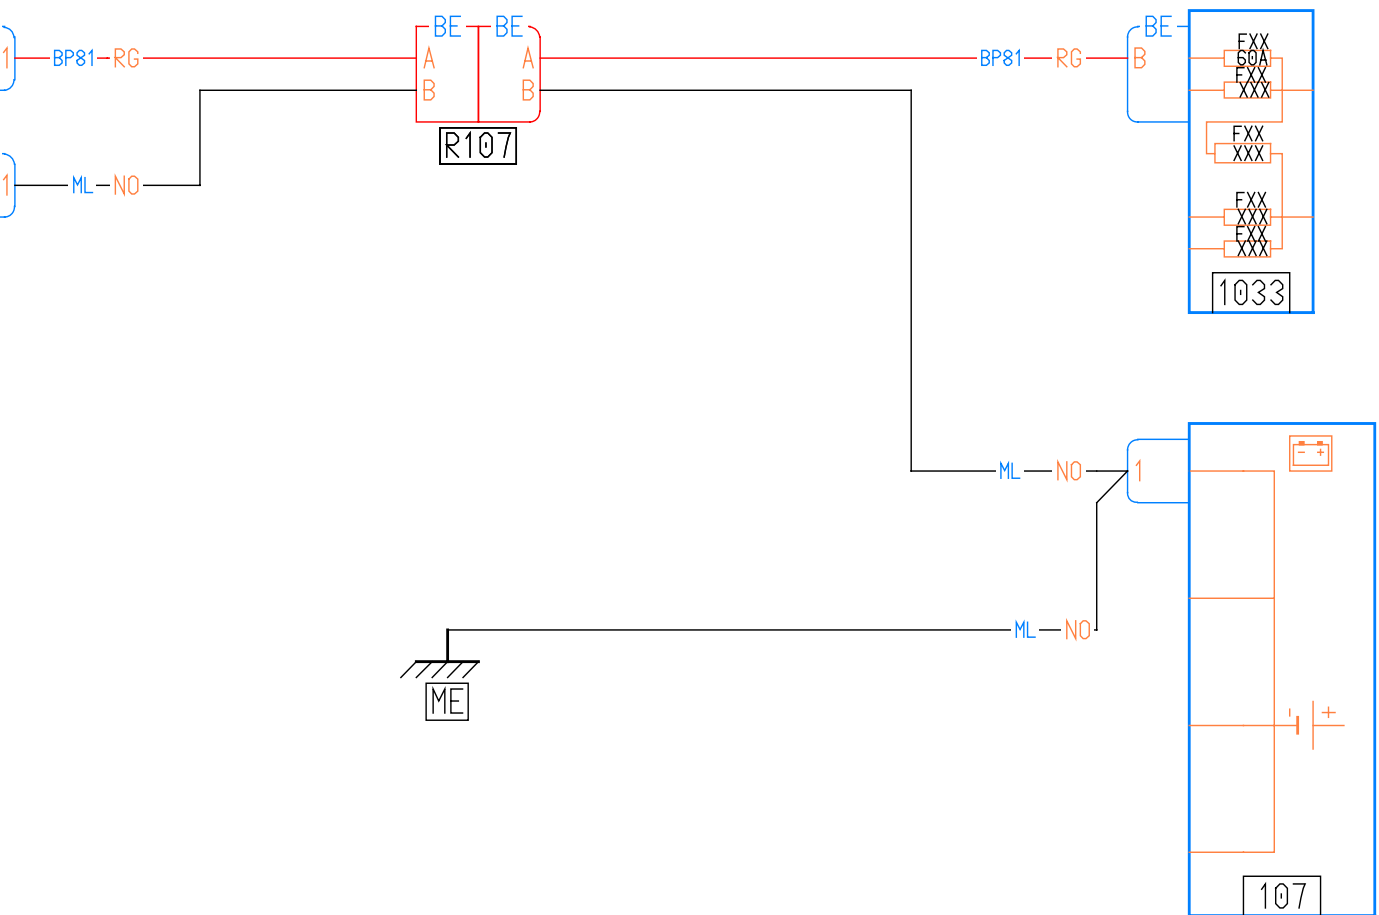 BE BE BE
1 BP81 RG A A BP81 RG B
FXX
60A
FXX
XXX
B B
R107
FXX
XXX
1 ML NO
FXX
XXX
FXX
XXX
1033
- +
ML NO 1
ML NO
ME
- +
107